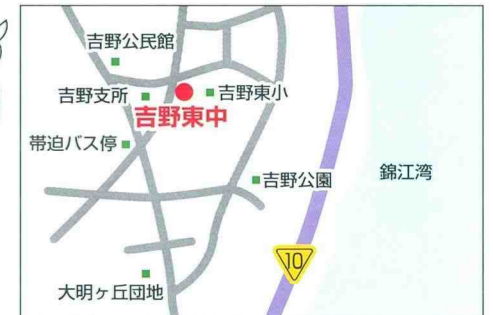 吉野公民館
吉野支所
吉野東小
吉野東中
帯迫バス停
吉野公園
錦江湾
10
大明ヶ丘団地